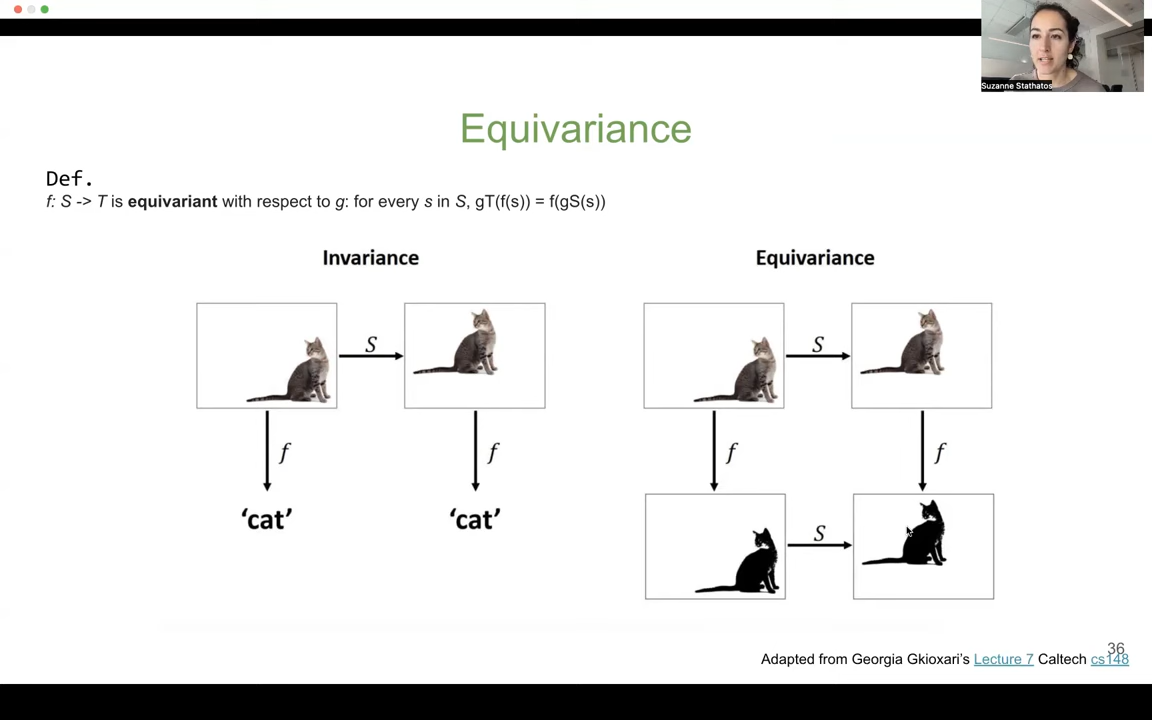 Suzanne Stathatos
Equivariance
Def.
f: S -> T is equivariant with respect to g: for every s in S, gT(f(s)) = f(gS(s))
Invariance
Equivariance
S
S
f
f
f
f
‘cat’
‘cat’
S
36
Adapted from Georgia Gkioxari’s Lecture 7 Caltech cs148